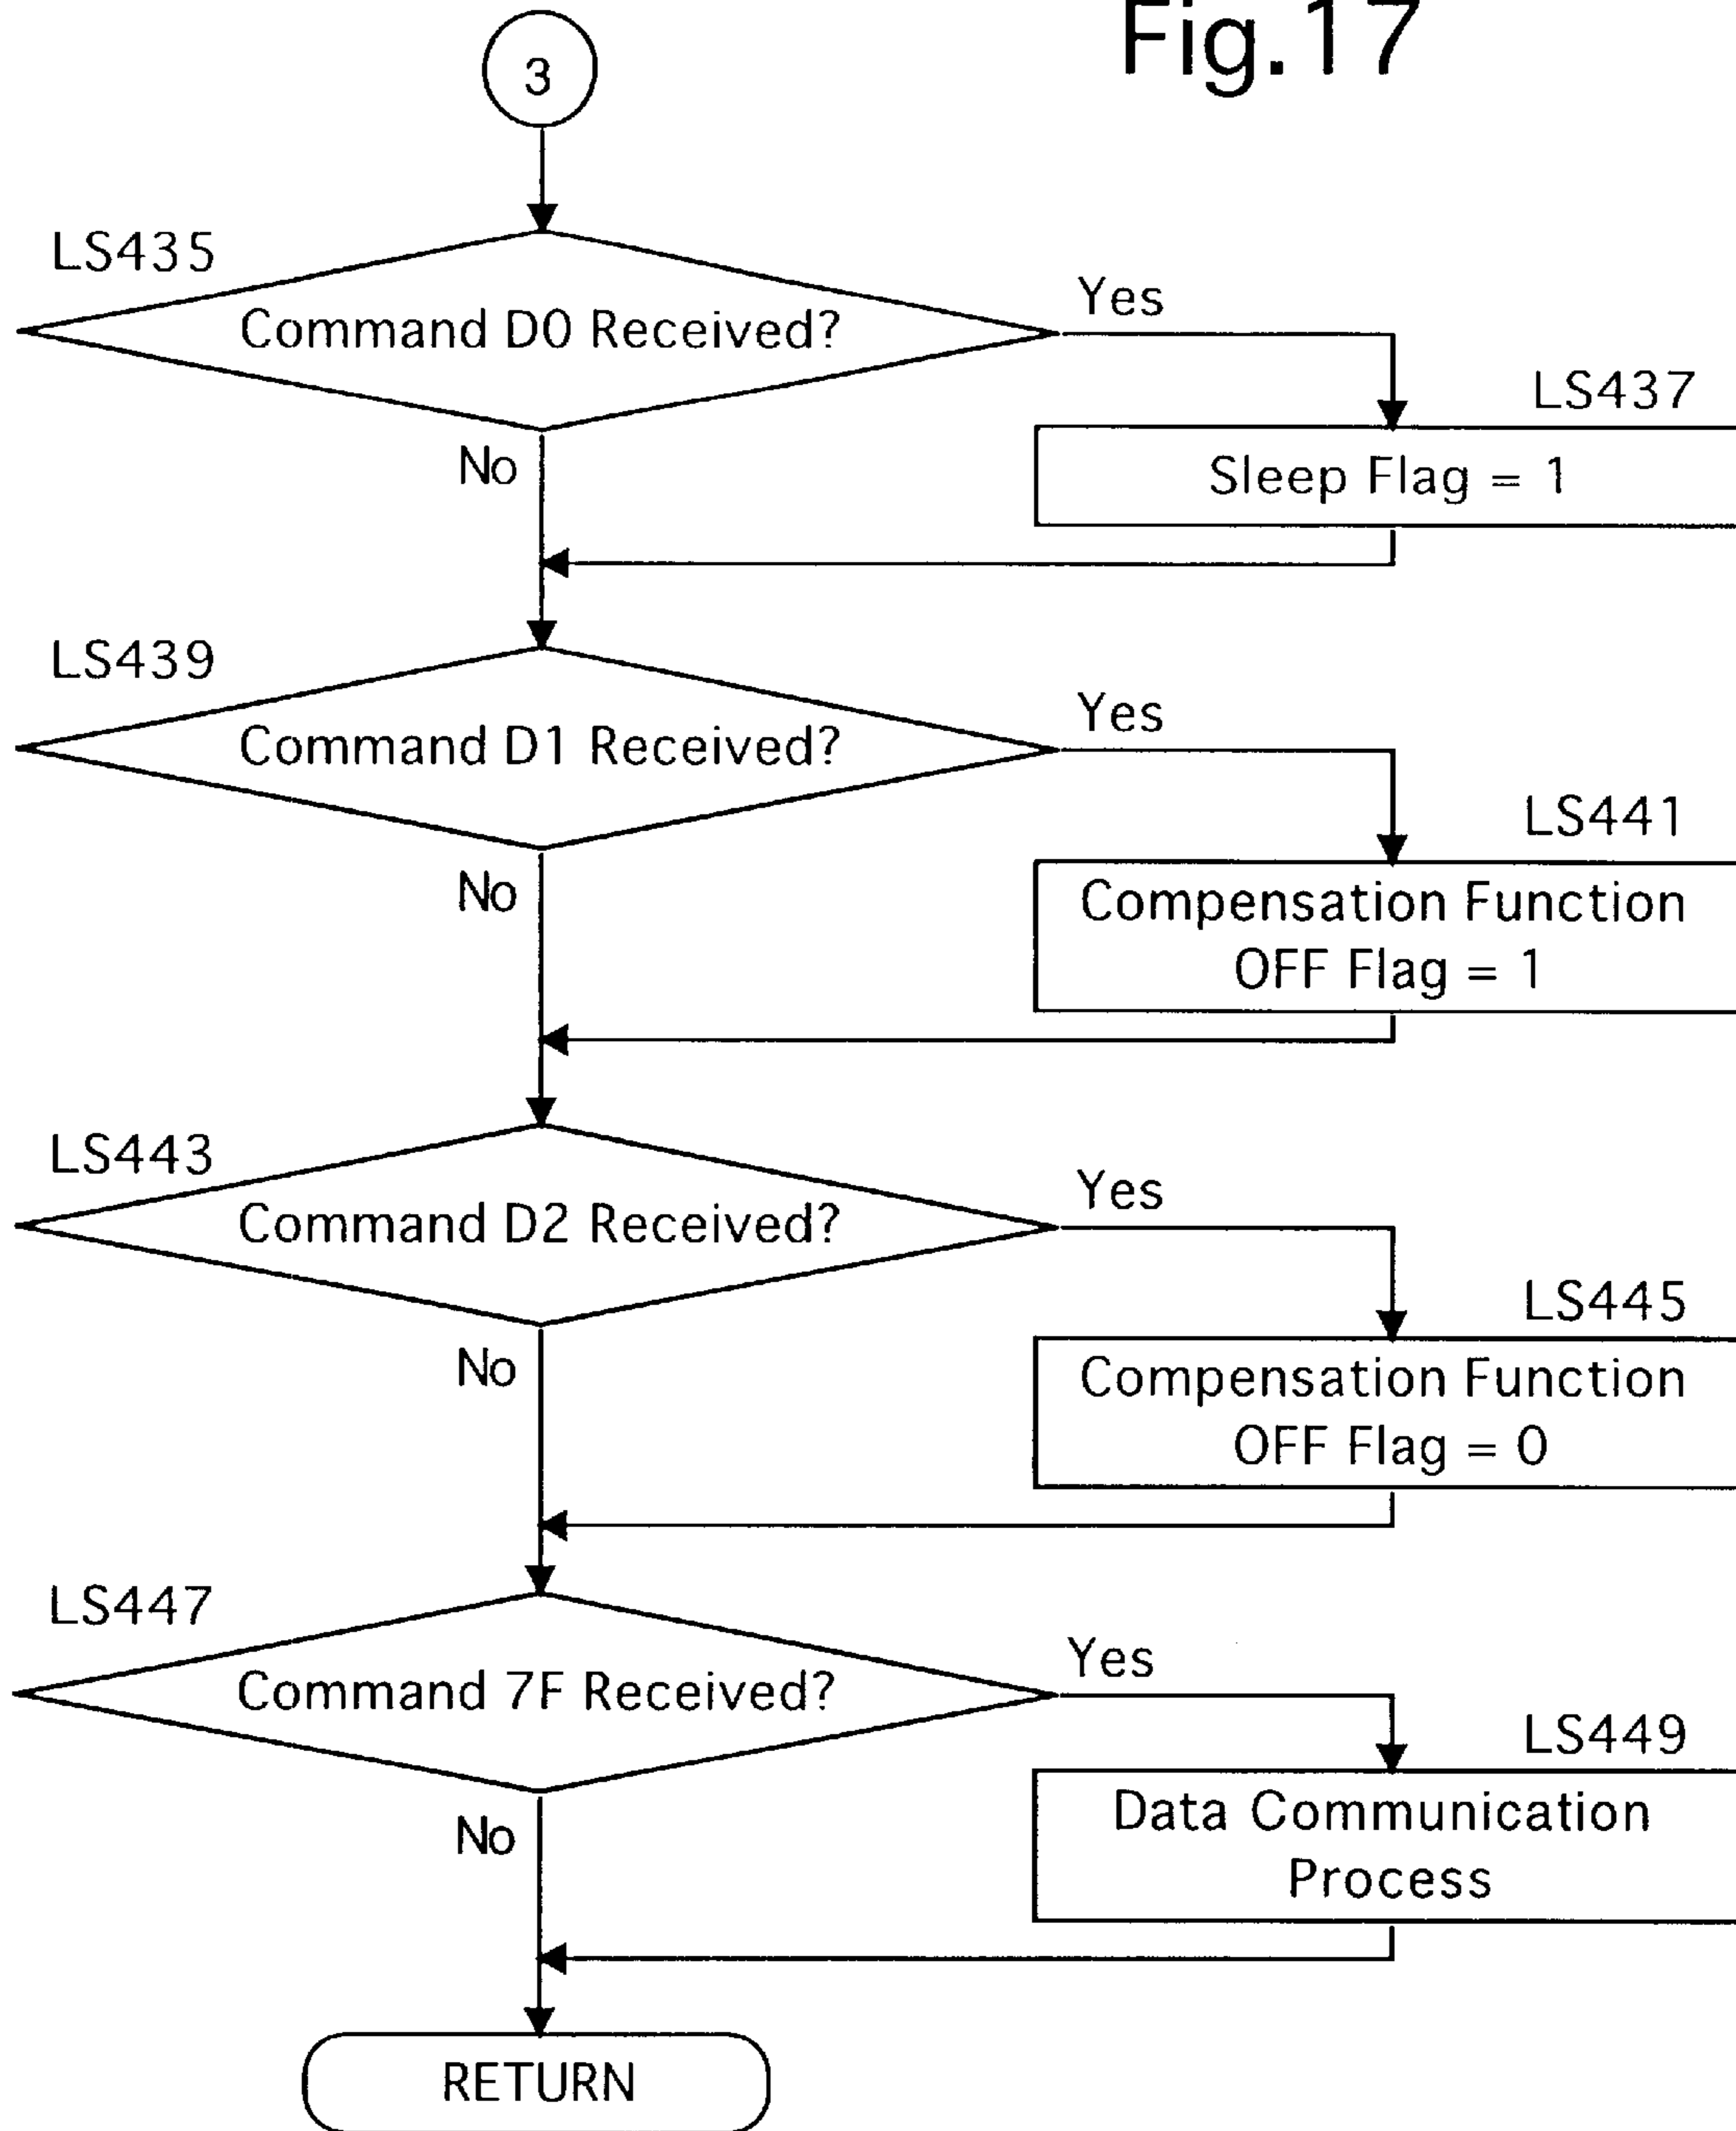 Fig.17
3
LS435
Command D0 Received?
Yes
No
LS437
Sleep Flag = 1
LS439
Command D1 Received?
Yes
No
LS441
Compensation Function
OFF Flag = 1
LS443
Command D2 Received?
Yes
No
LS445
Compensation Function
OFF Flag = 0
LS447
Command 7F Received?
Yes
No
LS449
Data Communication
Process
RETURN